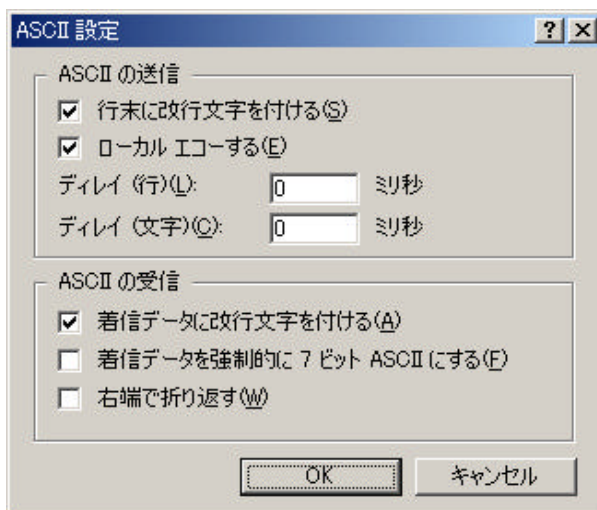 ASCII 設定
ASCII の送信
行末に改行文字を付ける(S)
ローカル エコーする(E)
ディレイ (行)(L): 0 ミリ秒
ディレイ (文字)(C): 0 ミリ秒
ASCII の受信
着信データに改行文字を付ける(A)
着信データを強制的に 7 ビット ASCII にする(F)
右端で折り返す(W)
OK キャンセル